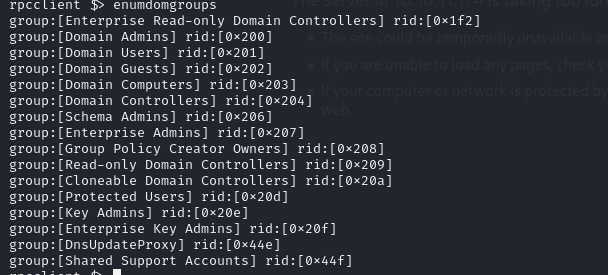 rpcclient $> enumdomgroups
group:[Enterprise Read-only Domain Controllers] rid:[0×1f2]
group:[Domain Admins] rid:[0×200]
group:[Domain Users] rid:[0×201]
group:[Domain Guests] rid:[0×202]
group:[Domain Computers] rid:[0×203]
group:[Domain Controllers] rid:[0×204]
group:[Schema Admins] rid:[0×206]
group:[Enterprise Admins] rid:[0×207]
group:[Group Policy Creator Owners] rid:[0×208]
group:[Read-only Domain Controllers] rid:[0×209]
group:[Cloneable Domain Controllers] rid:[0×20a]
group:[Protected Users] rid:[0×20d]
group:[Key Admins] rid:[0×20e]
group:[Enterprise Key Admins] rid:[0×20f]
group:[DnsUpdateProxy] rid:[0×44e]
group:[Shared Support Accounts] rid:[0×44f]
rpcclient $>
The server at 10.10.11.174 is taking too long
The site could be temporarily unavailable
If you are unable to load any pages, check
If your computer or network is protected by
web.